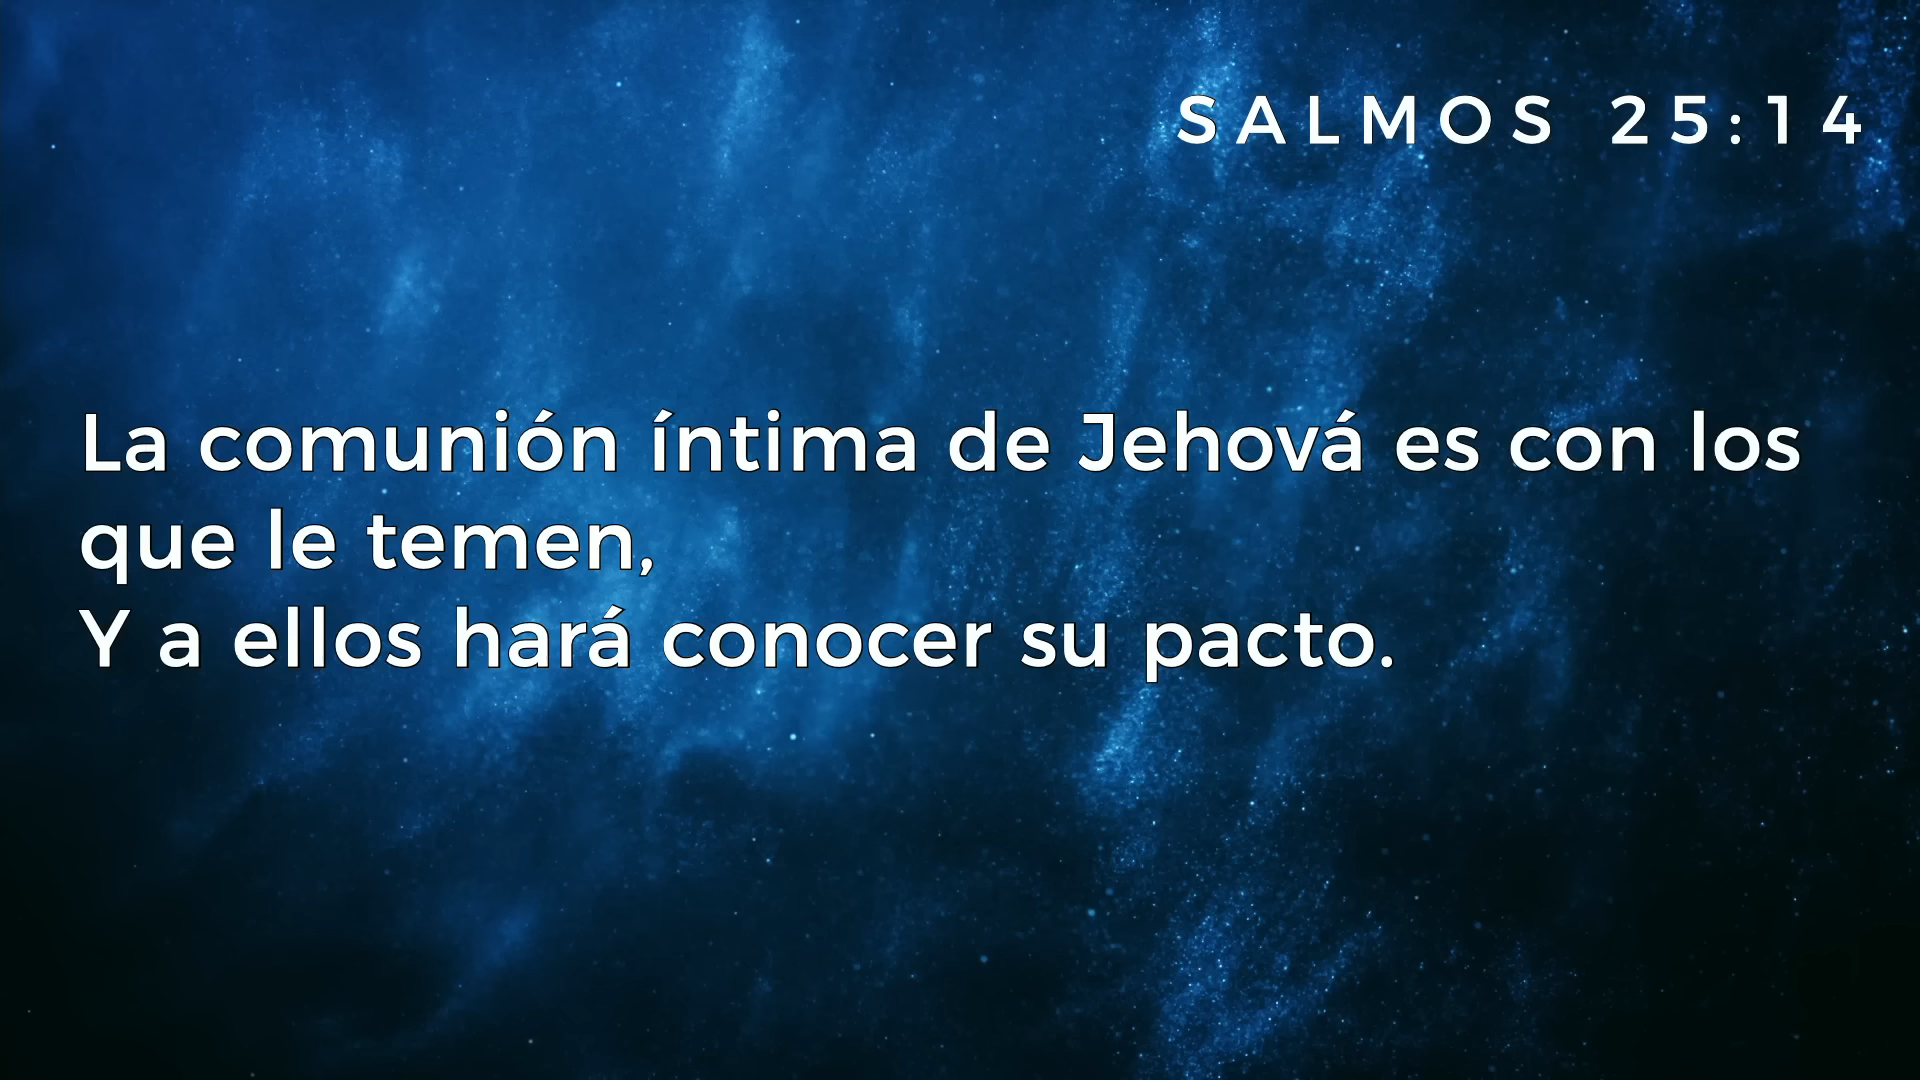 SALMOS 25:14
La comunión íntima de Jehová es con los
que le temen,
Y a ellos hará conocer su pacto.